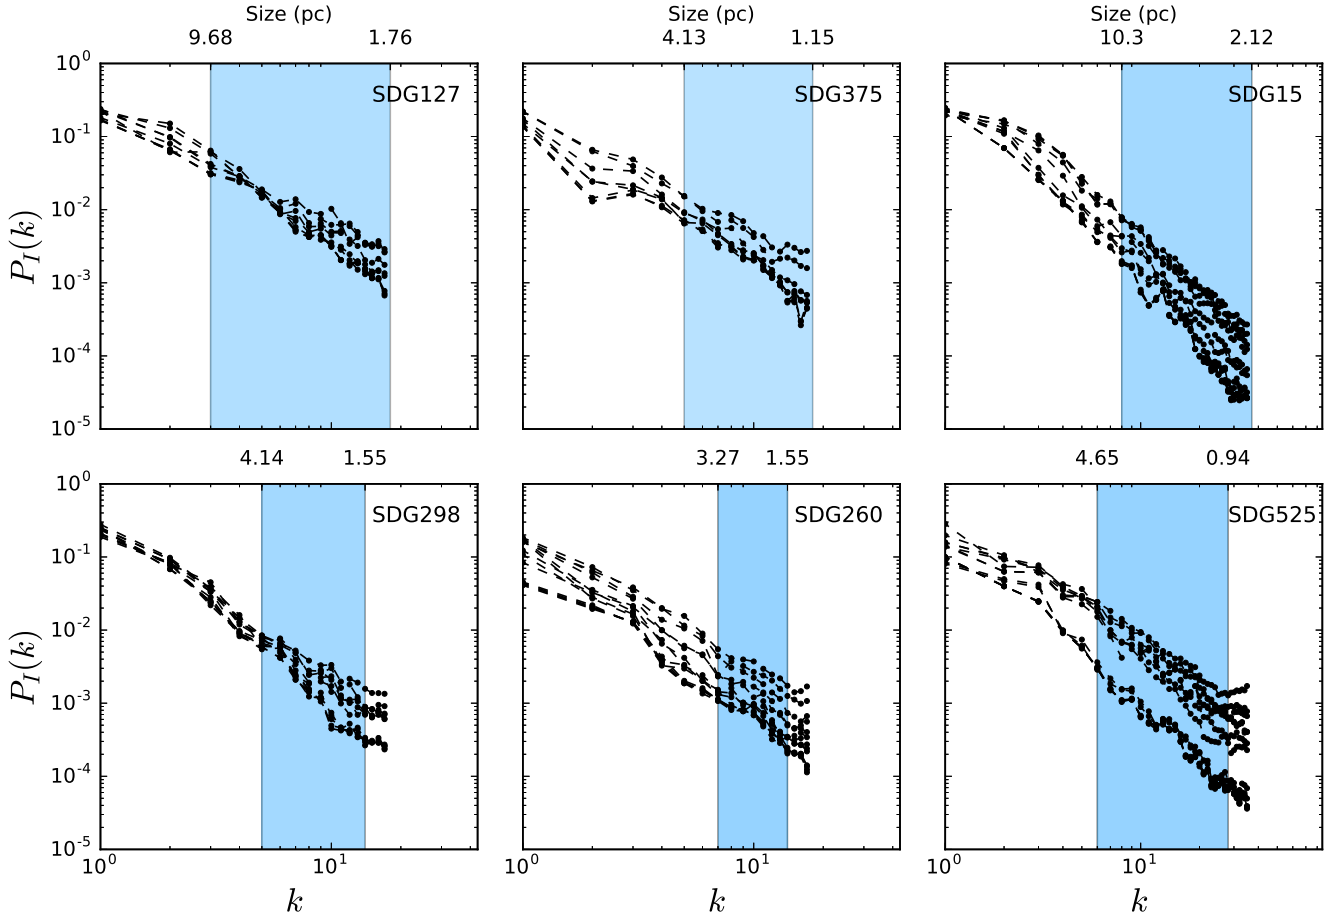 Size (pc) Size (pc) Size (pc)
9.68 1.76 4.13 1.15 10.3 2.12
10^0 SDG127 SDG375 SDG15
10^-1
10^-2
P_I(k)
10^-3
10^-4
10^-5
4.14 1.55 3.27 1.55 4.65 0.94
10^0 SDG298 SDG260 SDG525
10^-1
10^-2
P_I(k)
10^-3
10^-4
10^-5
10^0 10^1 10^0 10^1 10^0 10^1
k k k